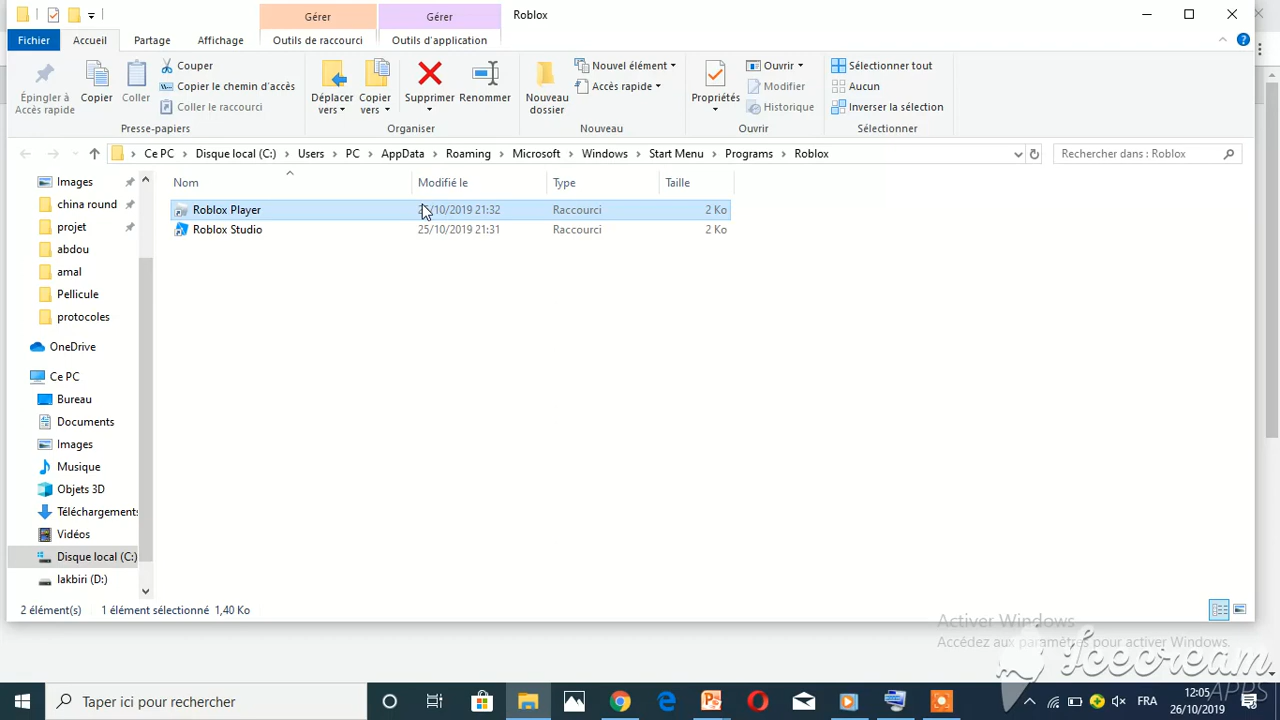 Gérer Gérer Roblox
Fichier Accueil Partage Affichage Outils de raccourci Outils d'application
Épingler à Accès rapide
Copier
Coller
Couper
Copier le chemin d'accès
Coller le raccourci
Presse-papiers
Déplacer vers
Copier vers
Supprimer
Renommer
Organiser
Nouveau dossier
Nouvel élément
Accès rapide
Nouveau
Propriétés
Ouvrir
Modifier
Historique
Ouvrir
Sélectionner tout
Aucun
Inverser la sélection
Sélectionner
Ce PC > Disque local (C:) > Users > PC > AppData > Roaming > Microsoft > Windows > Start Menu > Programs > Roblox
Rechercher dans : Roblox
Images
china round
projet
abdou
amal
Pellicule
protocoles
OneDrive
Ce PC
Bureau
Documents
Images
Musique
Objets 3D
Téléchargements
Vidéos
Disque local (C:)
lakbiri (D:)
Nom Modifié le Type Taille
Roblox Player 21:32 Raccourci 2 Ko
Roblox Studio 25/10/2019 21:31 Raccourci 2 Ko
2 élément(s) 1 élément sélectionné 1,40 Ko
Activer Windows
Accédez aux paramètres pour activer Windows.
Icecream
APPS
Taper ici pour rechercher
FRA
12:05
26/10/2019